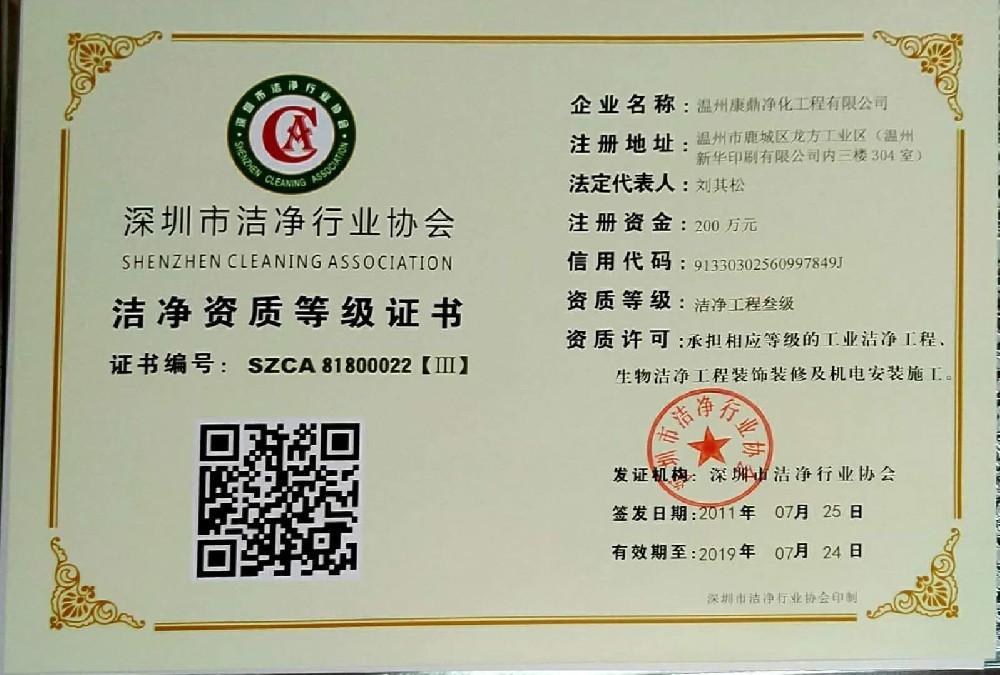 深圳市洁净行业协会
CA
SHENZHEN CLEANING ASSOCIATION
深圳市洁净行业协会
SHENZHEN CLEANING ASSOCIATION
洁净资质等级证书
证书编号：SZCA 81800022【III】
企业名称：温州康鼎净化工程有限公司
注册地址：温州市鹿城区龙方工业区（温州
新华印刷有限公司内三楼304室）
法定代表人：刘其松
注册资金：200万元
信用代码：91330302560997849J
资质等级：洁净工程叁级
资质许可：承担相应等级的工业洁净工程、
生物洁净工程装饰装修及机电安装施工。
深圳市洁净行业协会
发证机构：深圳市洁净行业协会
签发日期：2011年 07月 25日
有效期至：2019年 07月 24日
深圳市洁净行业协会印制